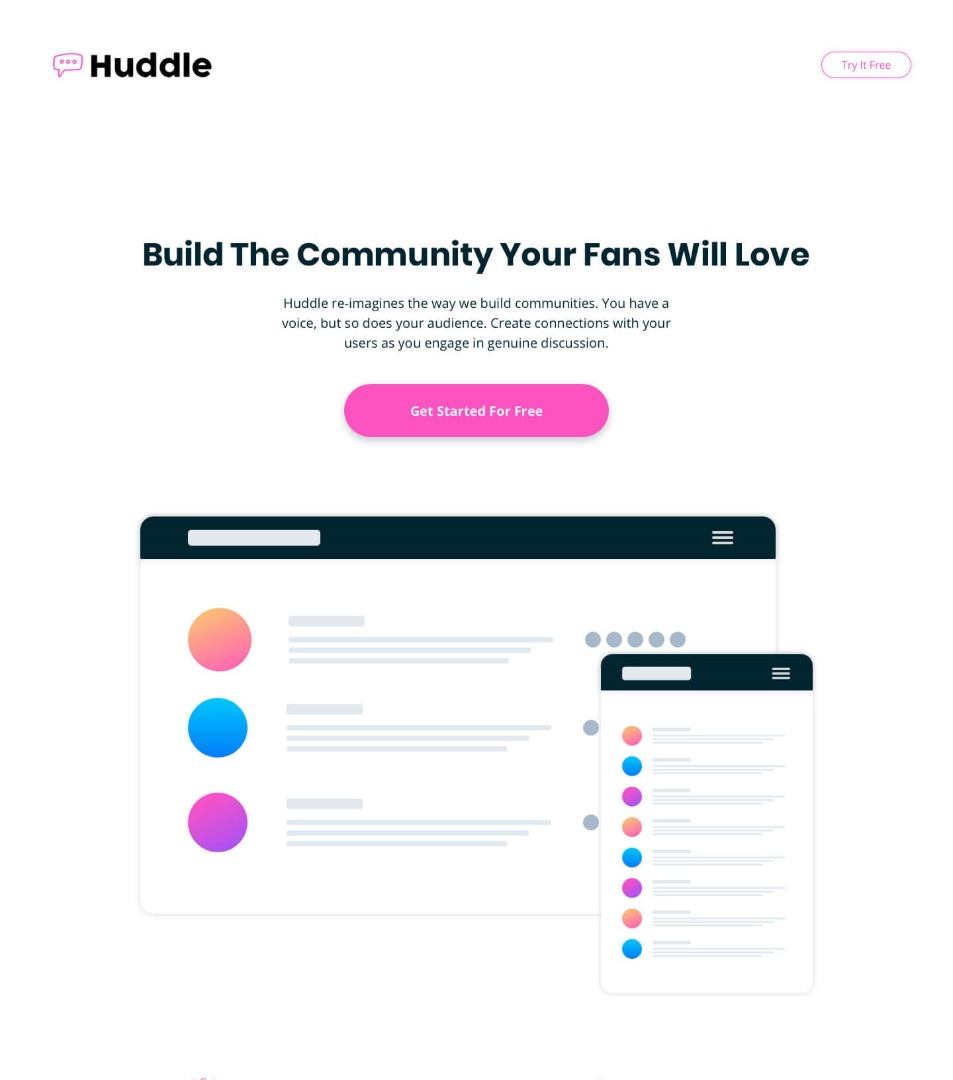 Huddle
Try It Free
Build The Community Your Fans Will Love
Huddle re-imagines the way we build communities. You have a
voice, but so does your audience. Create connections with your
users as you engage in genuine discussion.
Get Started For Free